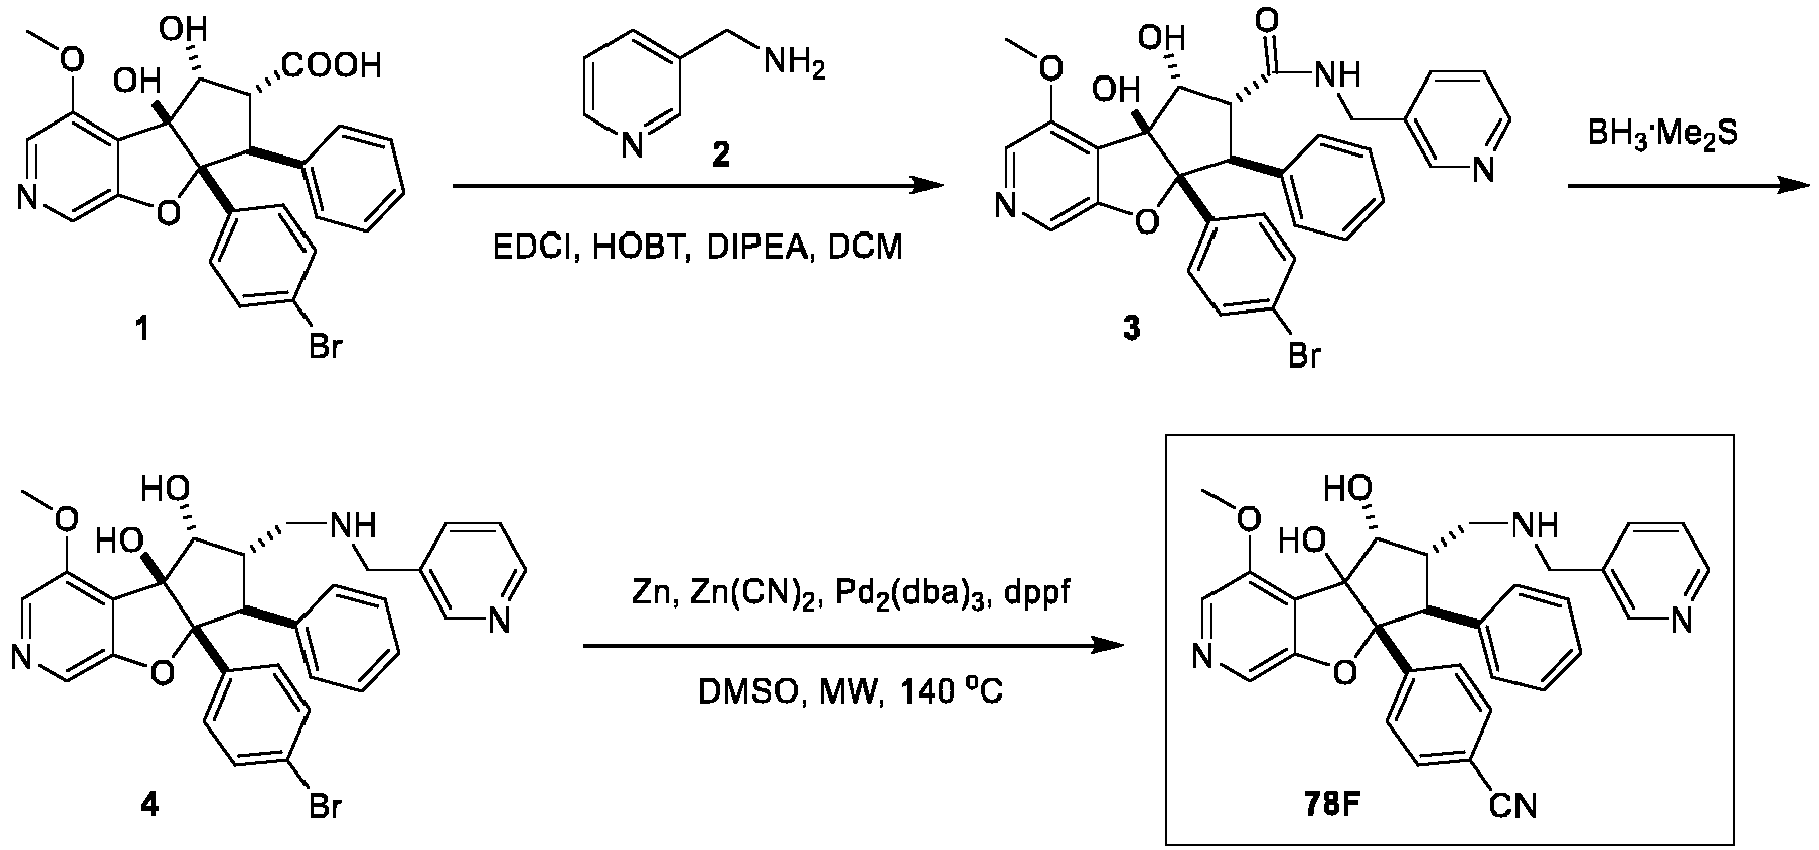 OH
O
OH
COOH
N
O
Br
1
NH2
N
2
EDCI, HOBT, DIPEA, DCM
OH
O
O
OH
NH
N
N
O
Br
3
BH3·Me2S
HO
O
HO
NH
N
N
O
Br
4
Zn, Zn(CN)2, Pd2(dba)3, dppf
DMSO, MW, 140 ºC
HO
O
HO
NH
N
N
O
CN
78F